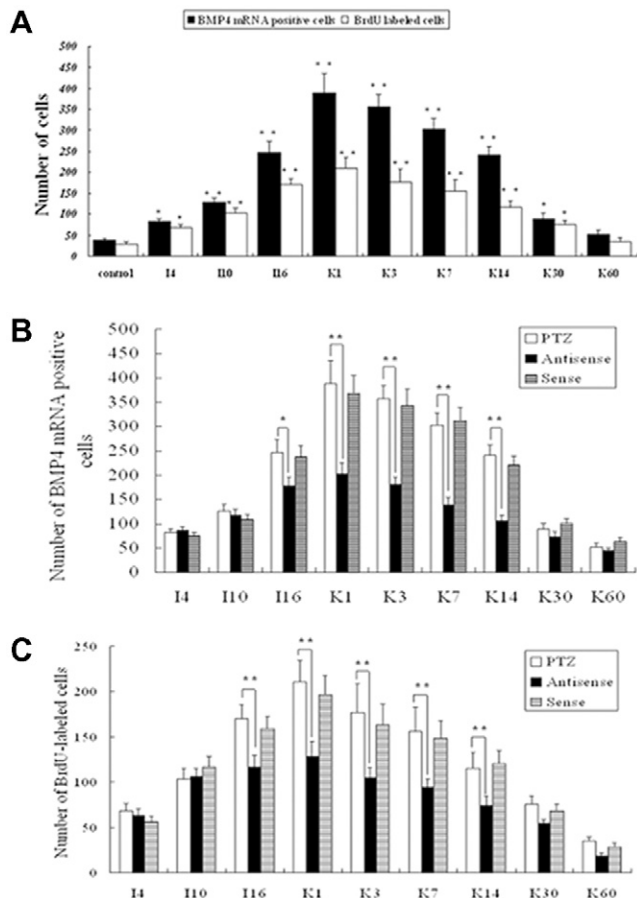 A
BMP4 mRNA positive cells BrdU labeled cells
Number of cells
500
450
400
350
300
250
200
150
100
50
control I4 I10 I16 K1 K3 K7 K14 K30 K60
* * ** ** ** ** ** ** ** ** ** ** ** ** ** ** * *
B
Number of BMP4 mRNA positive
cells
500
450
400
350
300
250
200
150
100
50
PTZ
Antisense
Sense
* ** ** ** **
I4 I10 I16 K1 K3 K7 K14 K30 K60
C
Number of BrdU-labeled cells
250
200
150
100
50
0
PTZ
Antisense
Sense
** ** ** ** **
I4 I10 I16 K1 K3 K7 K14 K30 K60